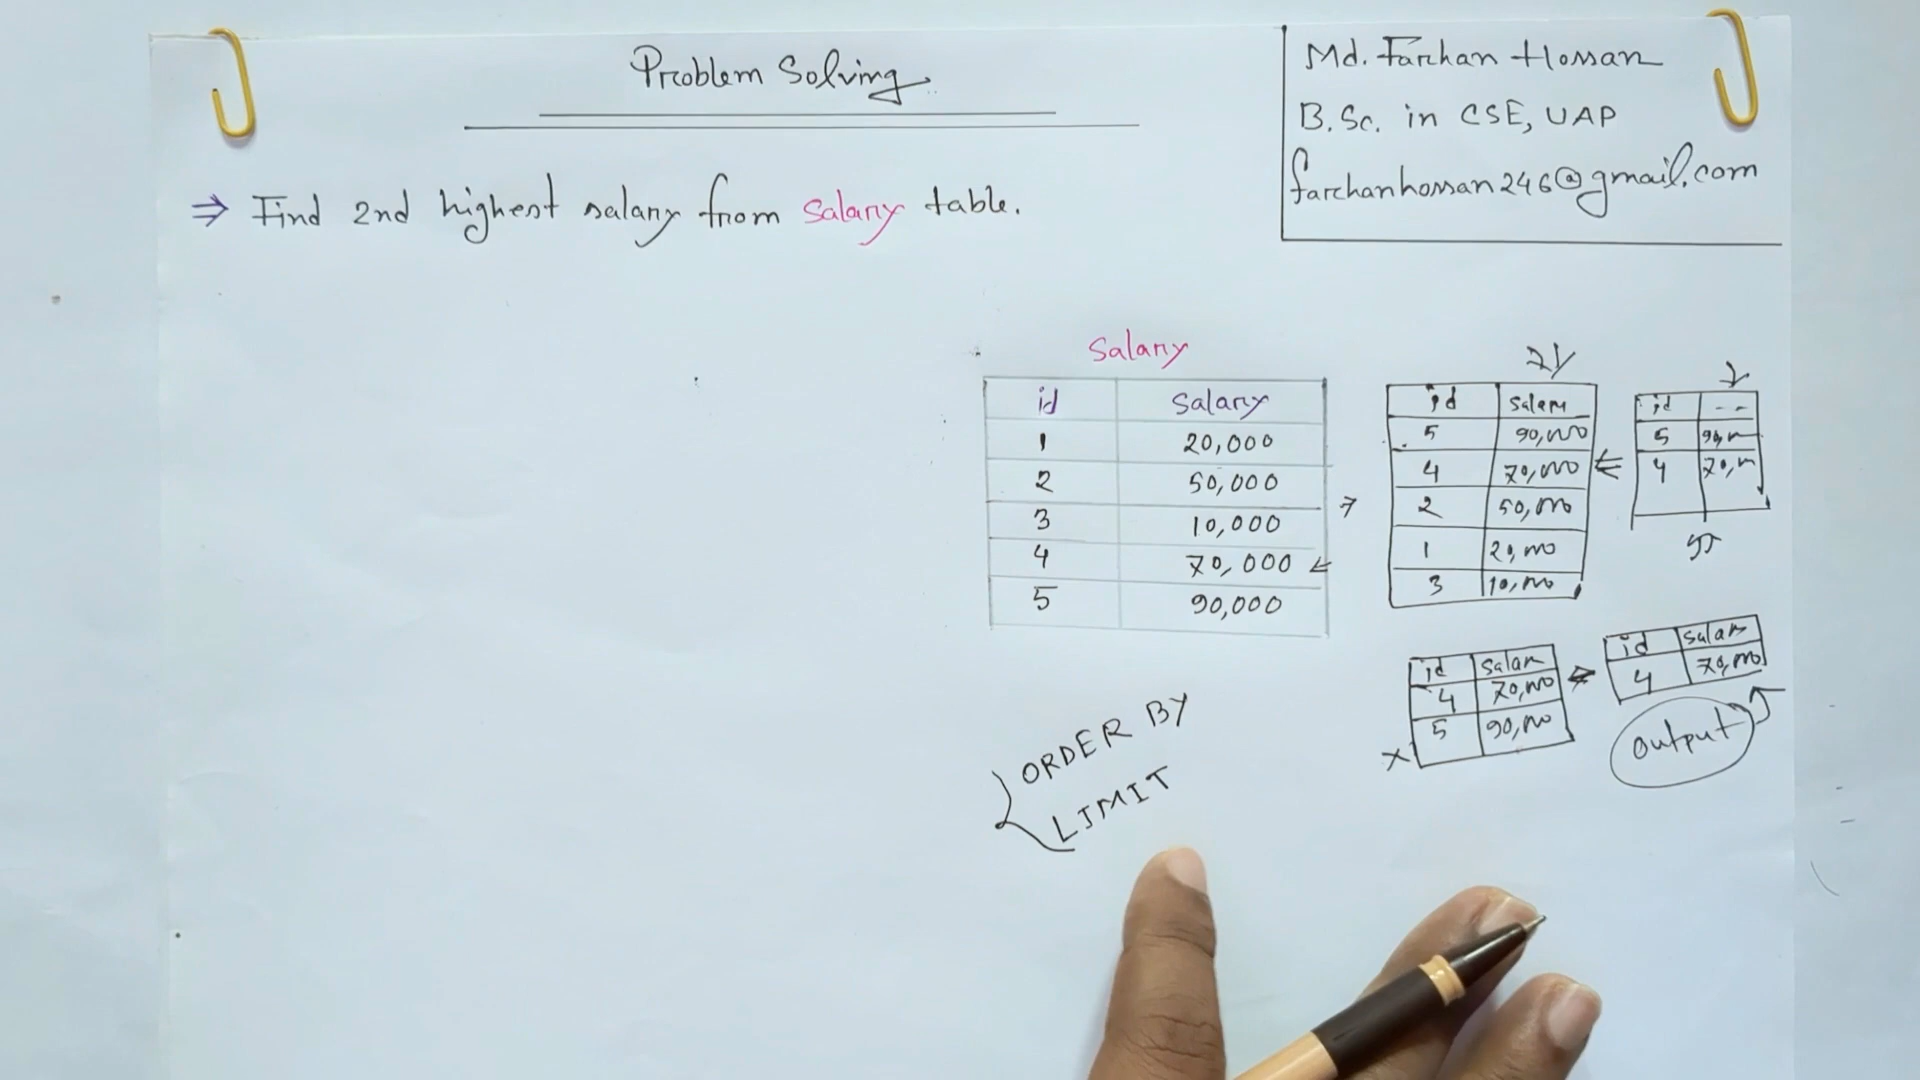 Problem Solving
Md. Farhan Hossan
B.Sc. in CSE, UAP
farhanhossan246@gmail.com
⇒ Find 2nd highest salary from Salary table.
Salary
id Salary
1 20,000
2 50,000
3 10,000
4 70,000
5 90,000
id
5 90,000
4 70,000
2 50,000
1 20,000
3 10,000
id --
5
4
id
4 70,000
5 90,000
id salary
4 70,000
output
ORDER BY
LIMIT